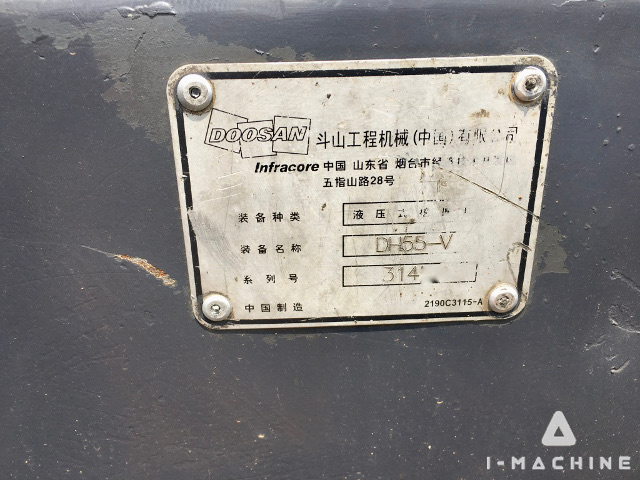 DOOSAN 斗山工程机械(中国)有限公司
Infracore 中国 山东省 烟台市经
五指山路28号
装备种类 液压
装备名称 DH55-V
系列号 314
中国制造 2190C3115-A
I-MACHINE